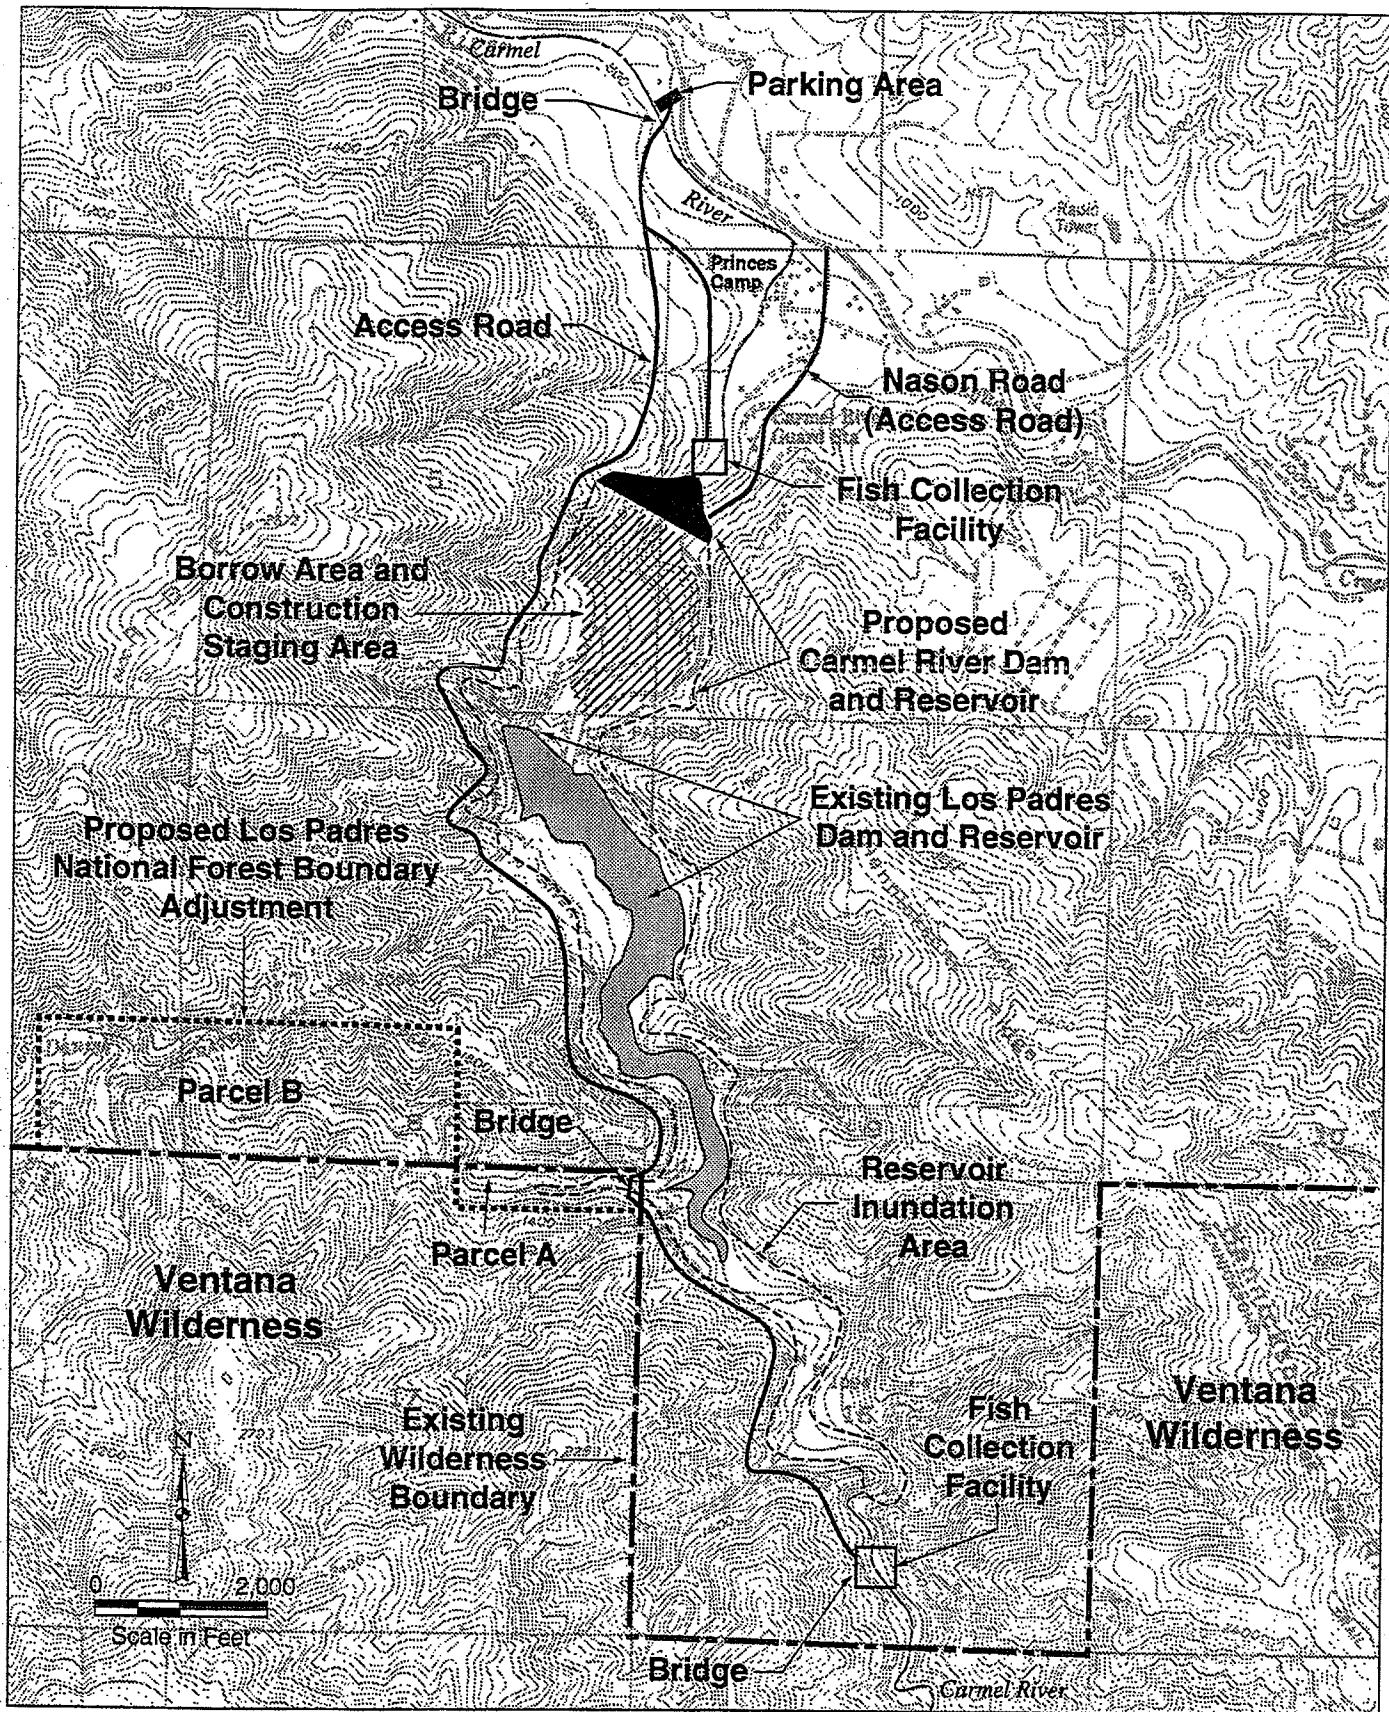 Carmel
Bridge
Parking Area
River
Princes
Camp
Access Road
Nason Road
(Access Road)
Fish Collection
Facility
Borrow Area and
Construction
Staging Area
Proposed
Carmel River Dam
and Reservoir
Existing Los Padres
Dam and Reservoir
Proposed Los Padres
National Forest Boundary
Adjustment
Parcel B
Bridge
Parcel A
Reservoir
Inundation
Area
Ventana
Wilderness
Existing
Wilderness
Boundary
Fish
Collection
Facility
Ventana
Wilderness
N
0 2,000
Scale in Feet
Bridge
Carmel River